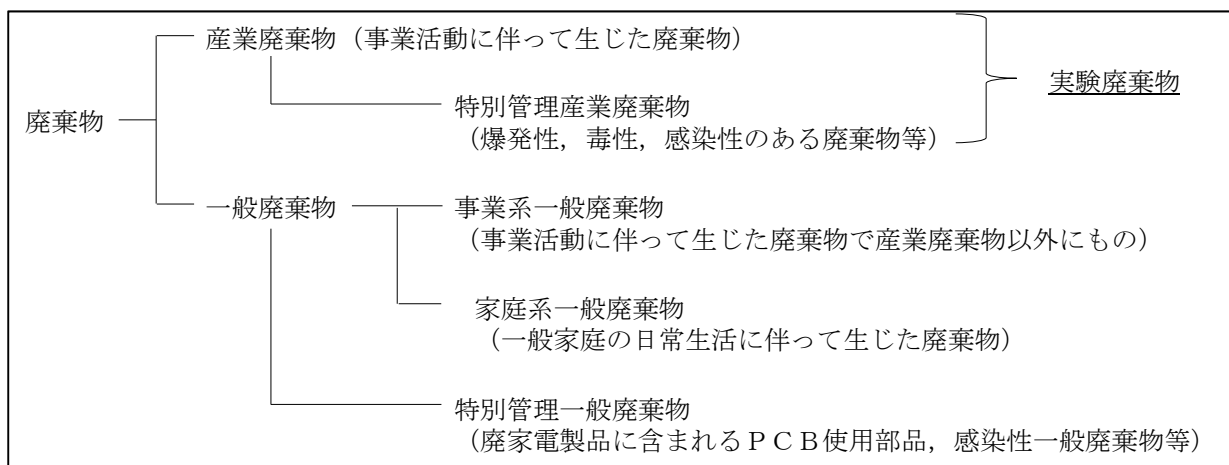 産業廃棄物（事業活動に伴って生じた廃棄物）
実験廃棄物
特別管理産業廃棄物
（爆発性，毒性，感染性のある廃棄物等）
廃棄物
一般廃棄物
事業系一般廃棄物
（事業活動に伴って生じた廃棄物で産業廃棄物以外にもの）
家庭系一般廃棄物
（一般家庭の日常生活に伴って生じた廃棄物）
特別管理一般廃棄物
（廃家電製品に含まれるＰＣＢ使用部品，感染性一般廃棄物等）